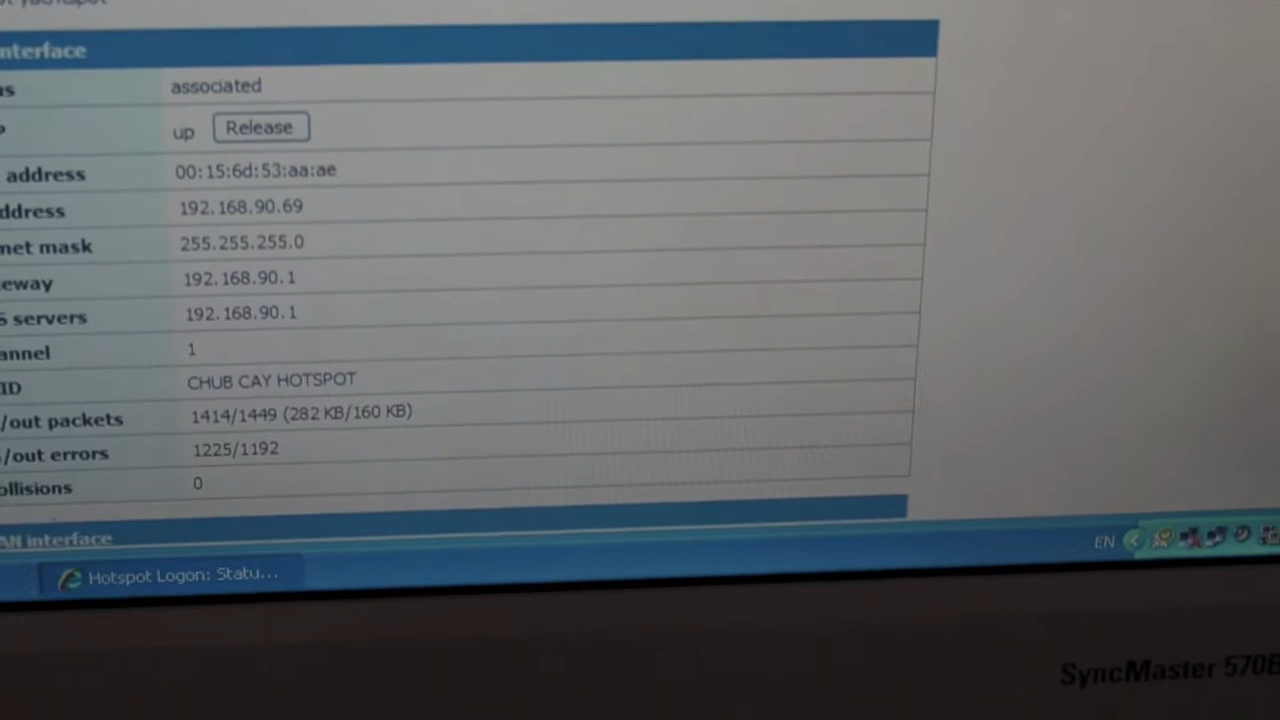 nterface
associated
up Release
address 00:15:6d:53:aa:ae
ddress 192.168.90.69
net mask 255.255.255.0
eway 192.168.90.1
S servers 192.168.90.1
annel 1
ID CHUB CAY HOTSPOT
/out packets 1414/1449 (282 KB/160 KB)
/out errors 1225/1192
ollisions 0
AN interface
EN
Hotspot Logon: Statu...
SyncMaster 570B